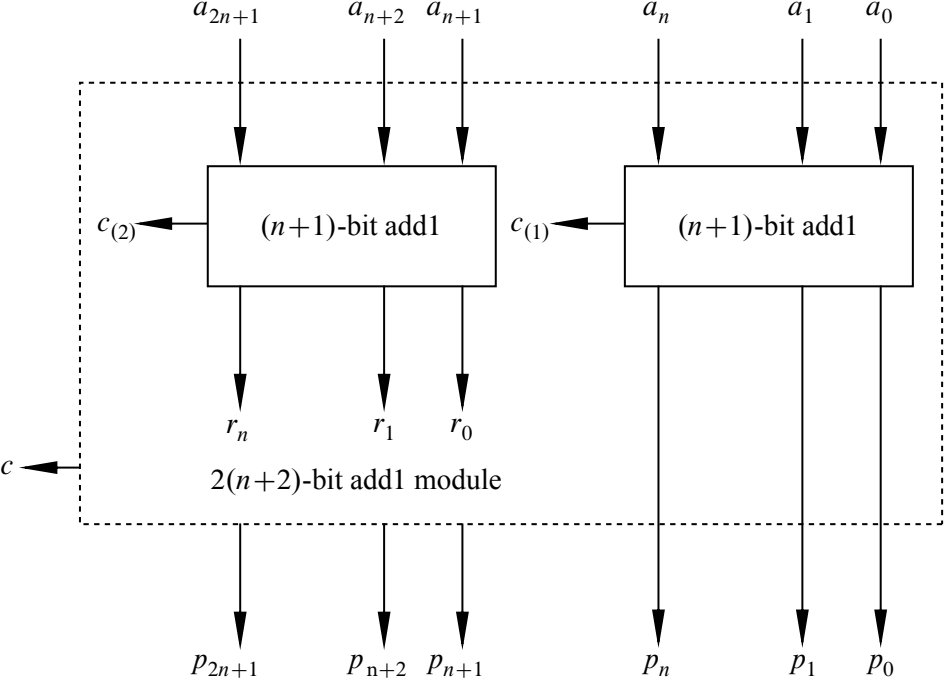 a_{2n+1} a_{n+2} a_{n+1} a_n a_1 a_0
c_{(2)} (n+1)-bit add1 c_{(1)} (n+1)-bit add1
r_n r_1 r_0
c 2(n+2)-bit add1 module
p_{2n+1} p_{n+2} p_{n+1} p_n p_1 p_0